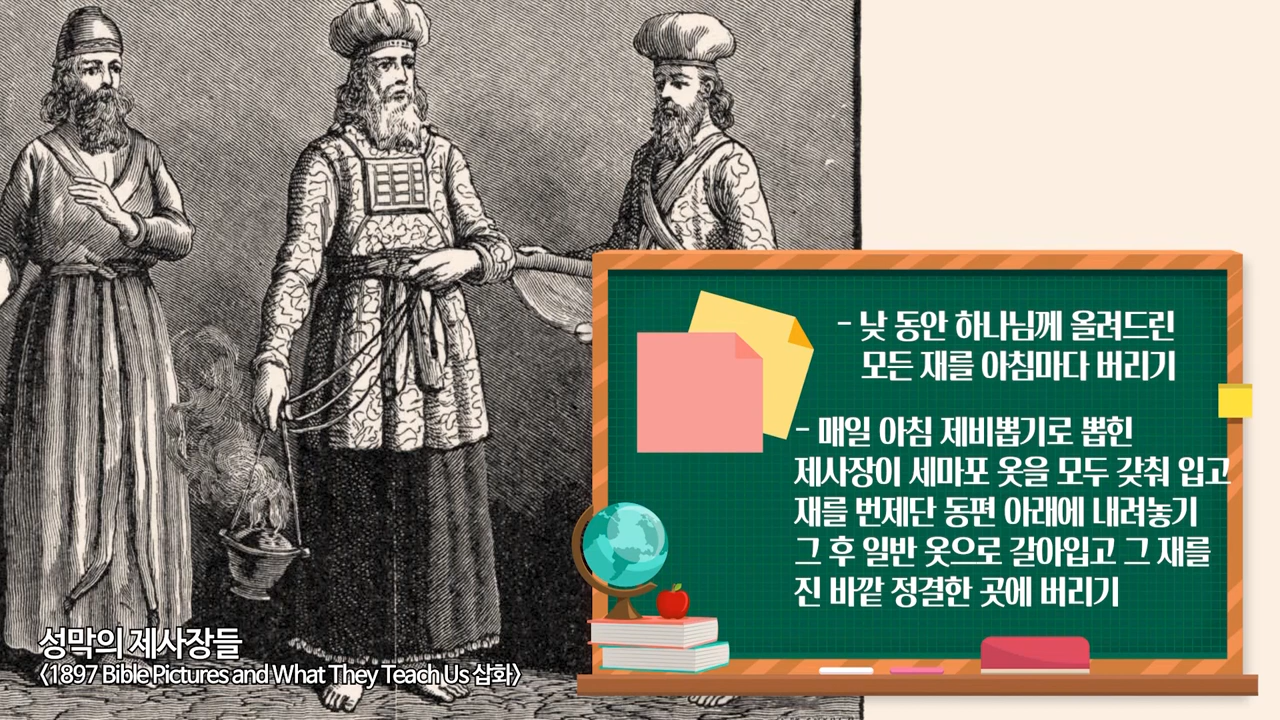 - 낮 동안 하나님께 올려드린
모든 재를 아침마다 버리기
- 매일 아침 제비뽑기로 뽑힌
제사장이 세마포 옷을 모두 갖춰 입고
재를 번제단 동편 아래에 내려놓기
그 후 일반 옷으로 갈아입고 그 재를
진 바깥 정결한 곳에 버리기
성막의 제사장들
〈1897 Bible Pictures and What They Teach Us 삽화〉